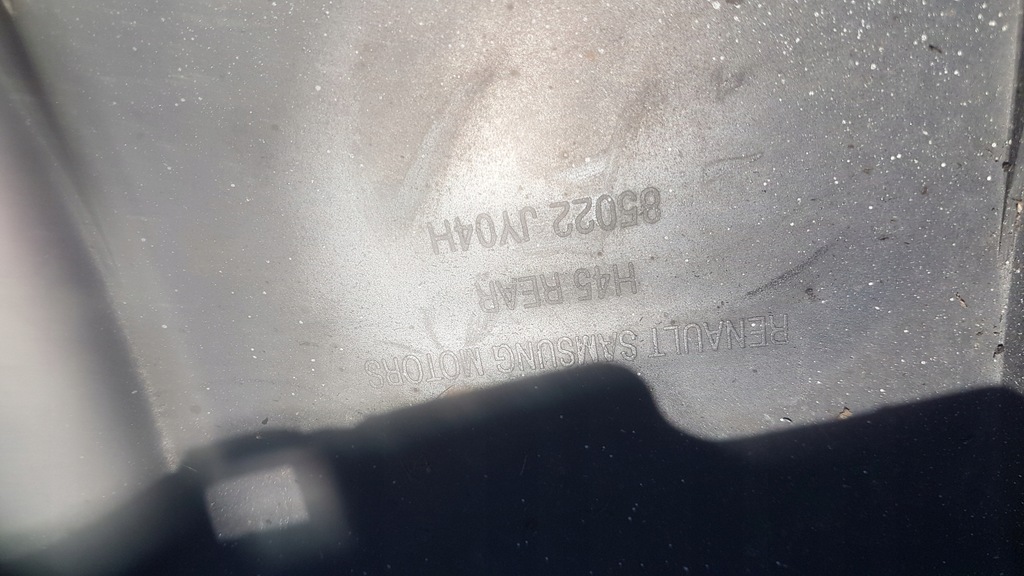 RENAULT SAMSUNG MOTORS
H45 REAR
85022 JY04H